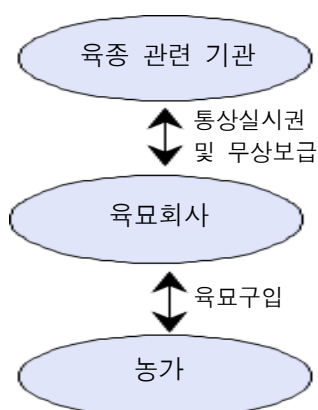 육종 관련 기관
통상실시권
및 무상보급
육묘회사
육묘구입
농가